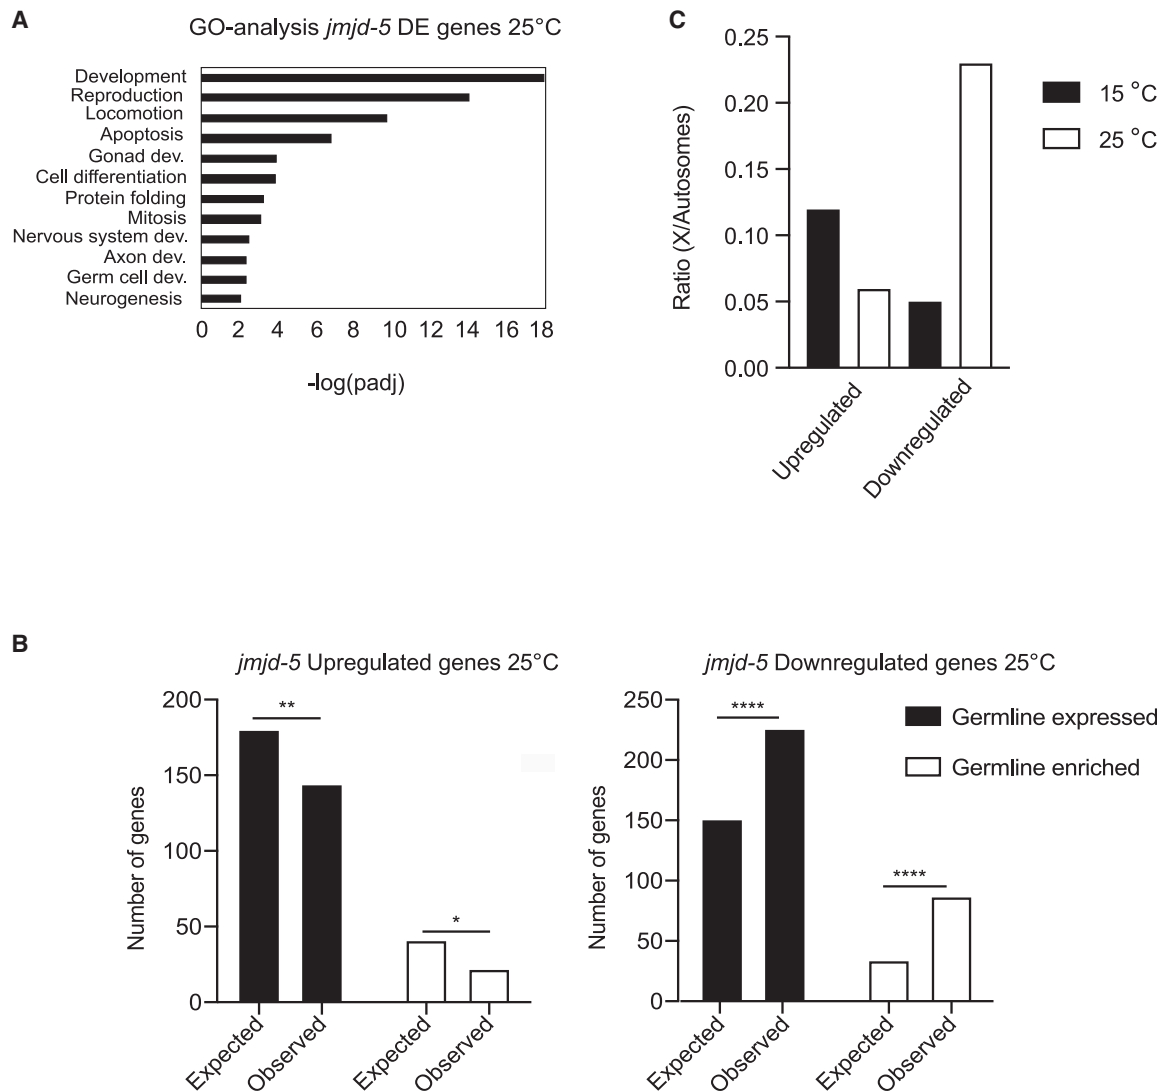 A
GO-analysis jmjd-5 DE genes 25°C
Development
Reproduction
Locomotion
Apoptosis
Gonad dev.
Cell differentiation
Protein folding
Mitosis
Nervous system dev.
Axon dev.
Germ cell dev.
Neurogenesis
0 2 4 6 8 10 12 14 16 18
-log(padj)
C
Ratio (X/Autosomes)
0.25
0.20
0.15
0.10
0.05
0.00
Upregulated
Downregulated
15 °C
25 °C
B
jmjd-5 Upregulated genes 25°C
Number of genes
200
150
100
50
0
**
*
Expected
Observed
Expected
Observed
jmjd-5 Downregulated genes 25°C
Number of genes
250
200
150
100
50
0
****
****
Expected
Observed
Expected
Observed
Germline expressed
Germline enriched